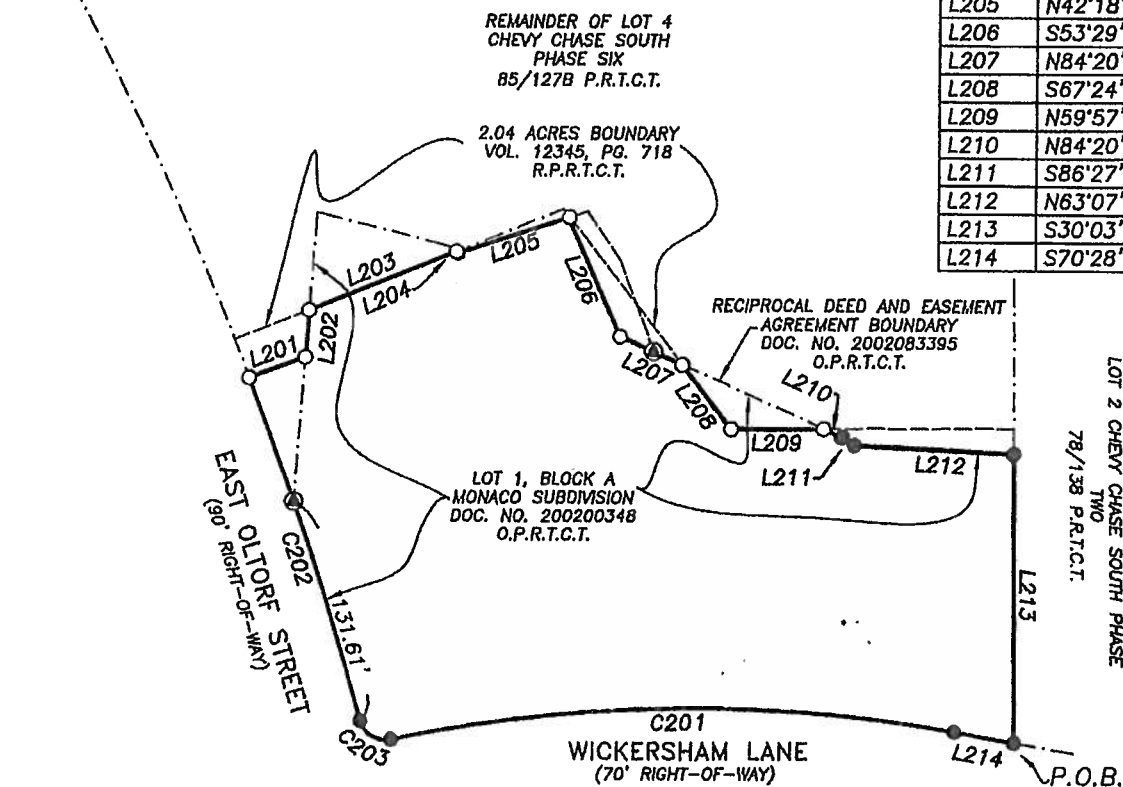 REMAINDER OF LOT 4
CHEVY CHASE SOUTH
PHASE SIX
85/127B P.R.T.C.T.
L205 N42°18'
L206 S53°29'
L207 N84°20'
L208 S67°24'
L209 N59°57'
L210 N84°20'
L211 S86°27'
L212 N63°07'
L213 S30°03'
L214 S70°28'
2.04 ACRES BOUNDARY
VOL. 12345, PG. 718
R.P.R.T.C.T.
L203
L204
L205
L206
L201
L202
L207
L208
RECIPROCAL DEED AND EASEMENT
AGREEMENT BOUNDARY
DOC. NO. 2002083395
O.P.R.T.C.T.
L210
L209
L211
L212
LOT 2 CHEVY CHASE SOUTH PHASE
TWO
78/138 P.R.T.C.T.
LOT 1, BLOCK A
MONACO SUBDIVISION
DOC. NO. 200200348
O.P.R.T.C.T.
EAST OLTORF STREET
(90' RIGHT-OF-WAY)
C202
131.61'
L213
C203
C201
WICKERSHAM LANE
(70' RIGHT-OF-WAY)
L214
P.O.B.